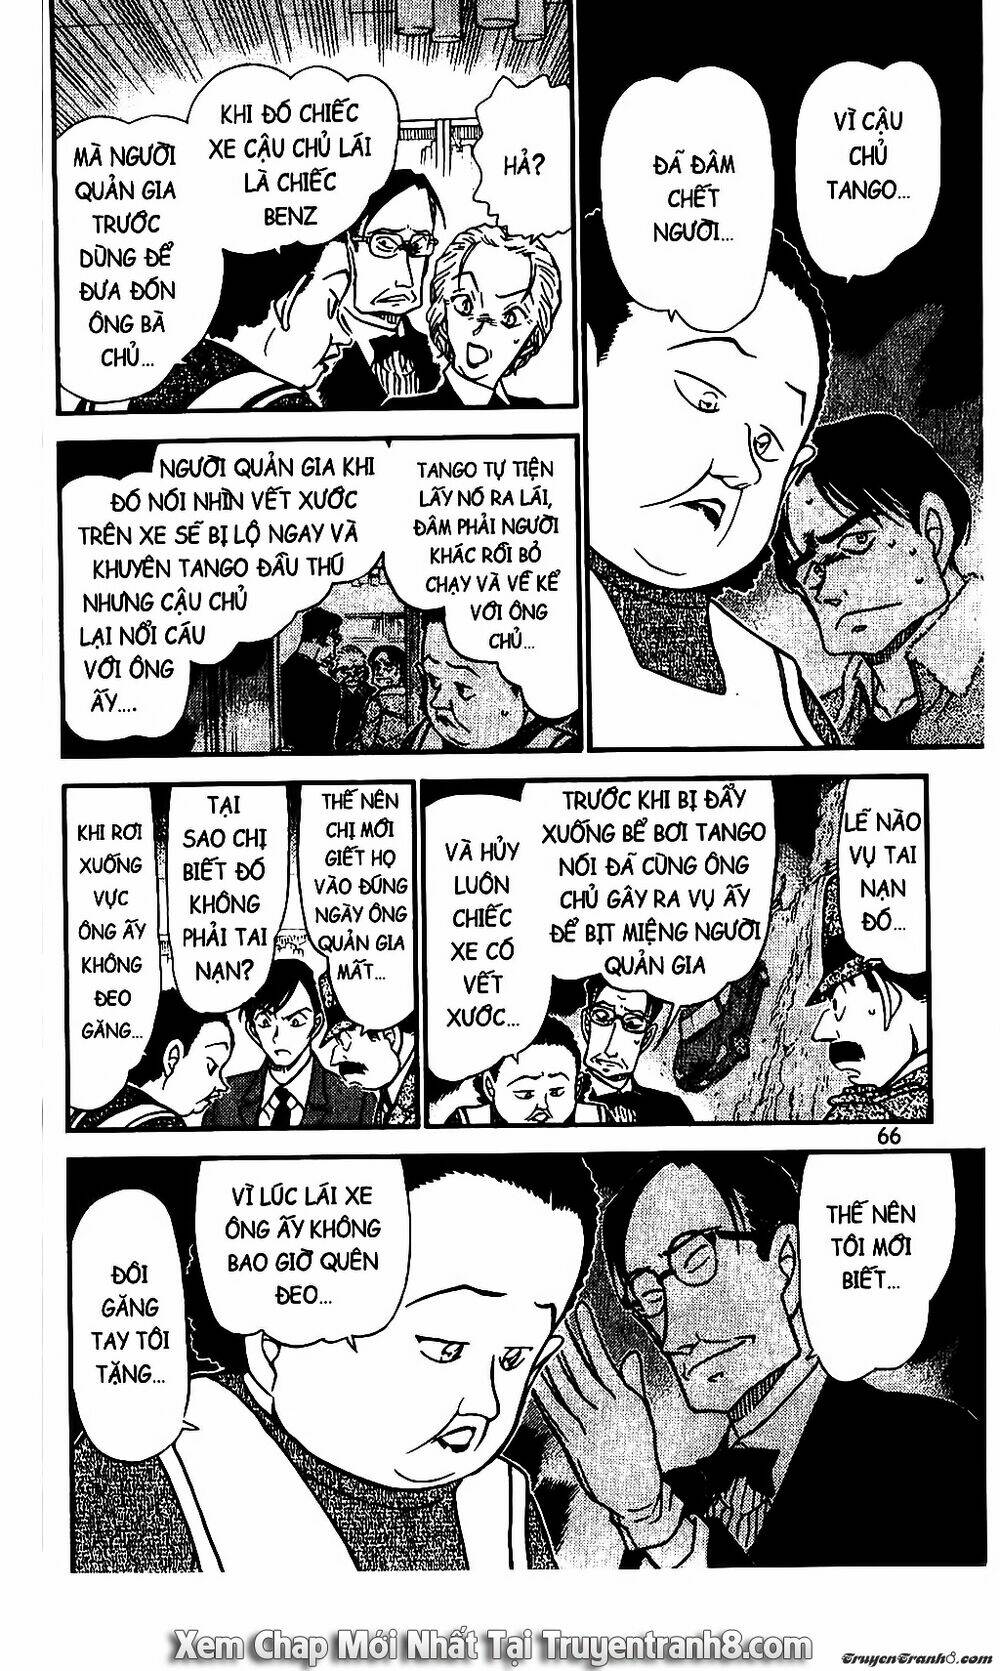 VÌ CẬU
CHỦ
TANGO...
ĐÃ ĐÂM
CHẾT
NGƯỜI...
HẢ?
KHI ĐÓ CHIẾC
XE CẬU CHỦ LÁI
LÀ CHIẾC
BENZ
MÀ NGƯỜI
QUẢN GIA
TRƯỚC
DÙNG ĐỂ
ĐƯA ĐÓN
ÔNG BÀ
CHỦ...
TANGO TỰ TIỆN
LẤY NÓ RA LÁI,
ĐÂM PHẢI NGƯỜI
KHÁC RỒI BỎ
CHẠY VÀ VỀ KỂ
VỚI ÔNG
CHỦ...
NGƯỜI QUẢN GIA KHI
ĐÓ NÓI NHÌN VẾT XƯỚC
TRÊN XE SẼ BỊ LỘ NGAY VÀ
KHUYÊN TANGO ĐẦU THÚ
NHƯNG CẬU CHỦ
LẠI NỔI CÁU
VỚI ÔNG
ẤY....
LẼ NÀO
VỤ TAI
NẠN
ĐÓ...
TRƯỚC KHI BỊ ĐẨY
XUỐNG BỂ BƠI TANGO
NÓI ĐÃ CÙNG ÔNG
CHỦ GÂY RA VỤ ẤY
ĐỂ BỊT MIỆNG NGƯỜI
QUẢN GIA
VÀ HỦY
LUÔN
CHIẾC
XE CÓ
VẾT
XƯỚC...
THẾ NÊN
CHỊ MỚI
GIẾT HỌ
VÀO ĐÚNG
NGÀY ÔNG
QUẢN GIA
MẤT...
TẠI
SAO CHỊ
BIẾT ĐÓ
KHÔNG
PHẢI TAI
NẠN?
KHI RƠI
XUỐNG
VỰC
ÔNG ẤY
KHÔNG
ĐEO
GĂNG...
66
THẾ NÊN
TÔI MỚI
BIẾT...
VÌ LÚC LÁI XE
ÔNG ẤY KHÔNG
BAO GIỜ QUÊN
ĐEO...
ĐÔI
GĂNG
TAY TÔI
TẶNG...
Xem Chap Mới Nhất Tại Truyentranh8.com
TruyenTranh8.com